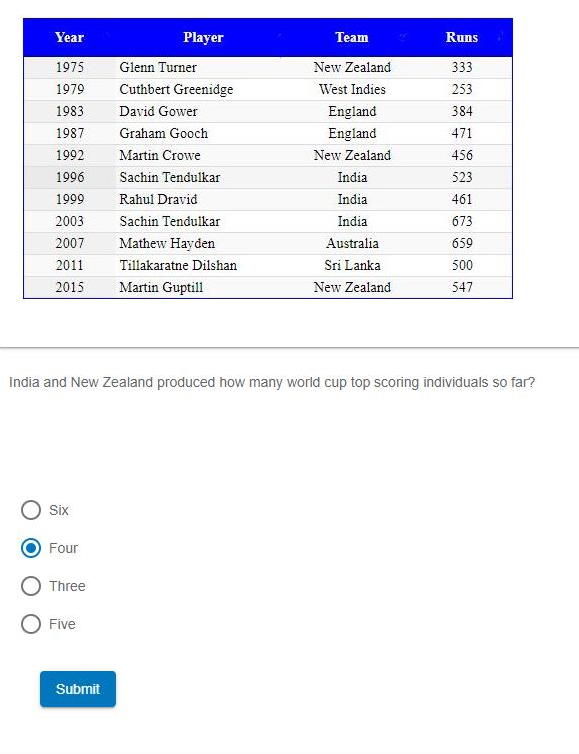 Year Player Team Runs
1975 Glenn Turner New Zealand 333
1979 Cuthbert Greenidge West Indies 253
1983 David Gower England 384
1987 Graham Gooch England 471
1992 Martin Crowe New Zealand 456
1996 Sachin Tendulkar India 523
1999 Rahul Dravid India 461
2003 Sachin Tendulkar India 673
2007 Mathew Hayden Australia 659
2011 Tillakaratne Dilshan Sri Lanka 500
2015 Martin Guptill New Zealand 547
India and New Zealand produced how many world cup top scoring individuals so far?
Six
Four
Three
Five
Submit